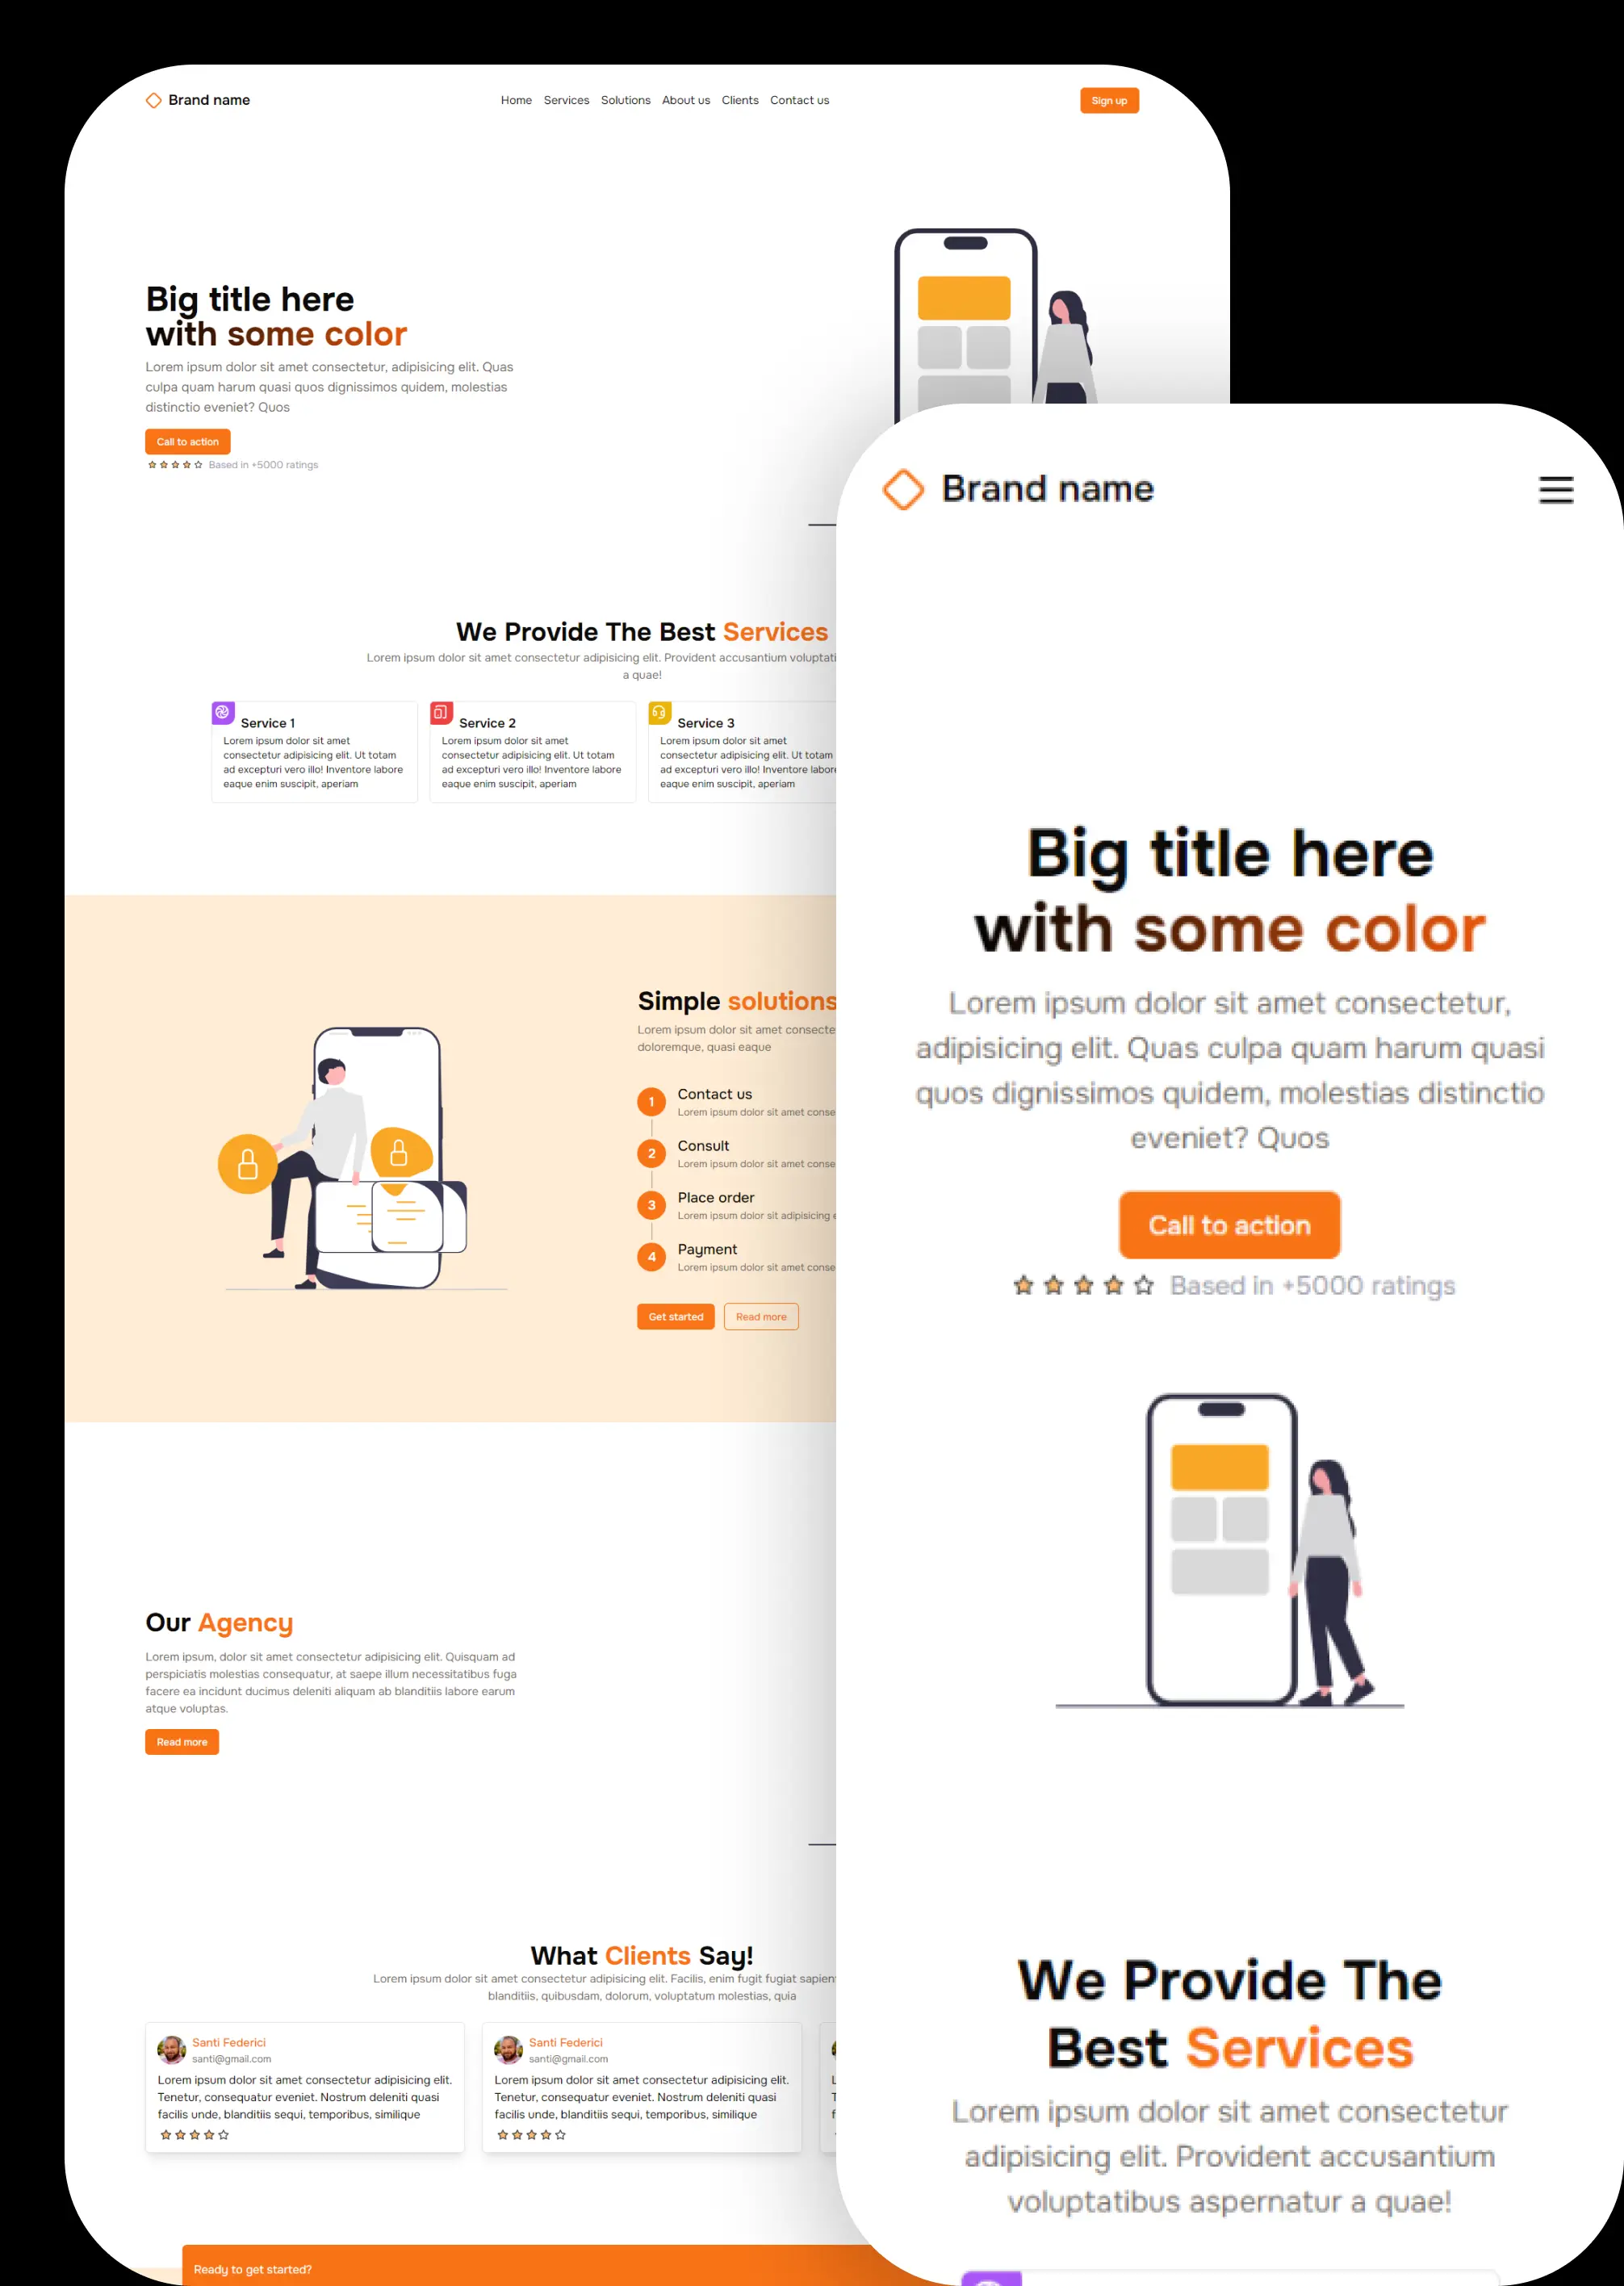 Brand name
Home Services Solutions About us Clients Contact us
Sign up
Big title here
with some color
Lorem ipsum dolor sit amet consectetur, adipisicing elit. Quas
culpa quam harum quasi quos dignissimos quidem, molestias
distinctio eveniet? Quos
Call to action
Based in +5000 ratings
We Provide The Best Services
Lorem ipsum dolor sit amet consectetur adipisicing elit. Provident accusantium voluptati
a quae!
Service 1
Lorem ipsum dolor sit amet
consectetur adipisicing elit. Ut totam
ad excepturi vero illo! Inventore labore
eaque enim suscipit, aperiam
Service 2
Lorem ipsum dolor sit amet
consectetur adipisicing elit. Ut totam
ad excepturi vero illo! Inventore labore
eaque enim suscipit, aperiam
Service 3
Lorem ipsum dolor sit amet
consectetur adipisicing elit. Ut totam
ad excepturi vero illo! Inventore labore
eaque enim suscipit, aperiam
Simple solutions
Lorem ipsum dolor sit amet consecte
doloremque, quasi eaque
1 Contact us
Lorem ipsum dolor sit amet conse
2 Consult
Lorem ipsum dolor sit amet conse
3 Place order
Lorem ipsum dolor sit adipisicing e
4 Payment
Lorem ipsum dolor sit amet conse
Get started Read more
Our Agency
Lorem ipsum, dolor sit amet consectetur adipisicing elit. Quisquam ad
perspiciatis molestias consequatur, at saepe illum necessitatibus fuga
facere ea incidunt ducimus deleniti aliquam ab blanditiis labore earum
atque voluptas.
Read more
What Clients Say!
Lorem ipsum dolor sit amet consectetur adipisicing elit. Facilis, enim fugit fugiat sapien
blanditiis, quibusdam, dolorum, voluptatum molestias, quia
Santi Federici
santi@gmail.com
Lorem ipsum dolor sit amet consectetur adipisicing elit.
Tenetur, consequatur eveniet. Nostrum deleniti quasi
facilis unde, blanditiis sequi, temporibus, similique
Santi Federici
santi@gmail.com
Lorem ipsum dolor sit amet consectetur adipisicing elit.
Tenetur, consequatur eveniet. Nostrum deleniti quasi
facilis unde, blanditiis sequi, temporibus, similique
Ready to get started?
Brand name
Big title here
with some color
Lorem ipsum dolor sit amet consectetur,
adipisicing elit. Quas culpa quam harum quasi
quos dignissimos quidem, molestias distinctio
eveniet? Quos
Call to action
Based in +5000 ratings
We Provide The
Best Services
Lorem ipsum dolor sit amet consectetur
adipisicing elit. Provident accusantium
voluptatibus aspernatur a quae!